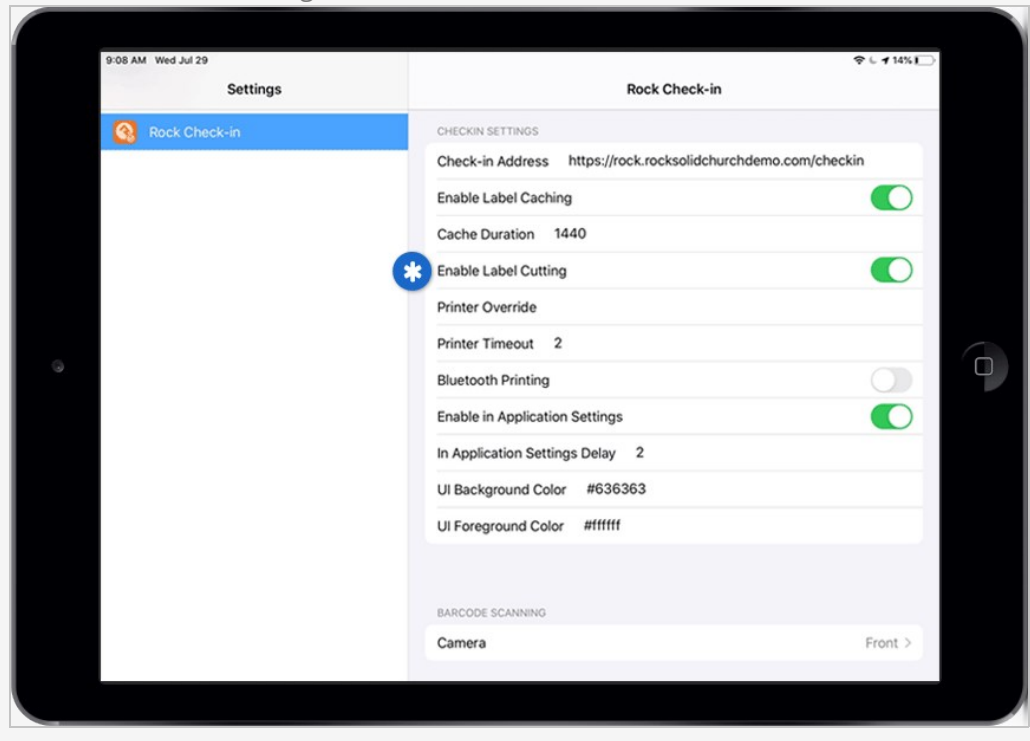 9:08 AM Wed Jul 29
14%
Settings
Rock Check-in
Rock Check-in
CHECKIN SETTINGS
Check-in Address https://rock.rocksolidchurchdemo.com/checkin
Enable Label Caching
Cache Duration 1440
Enable Label Cutting
Printer Override
Printer Timeout 2
Bluetooth Printing
Enable in Application Settings
In Application Settings Delay 2
UI Background Color #636363
UI Foreground Color #ffffff
BARCODE SCANNING
Camera Front >